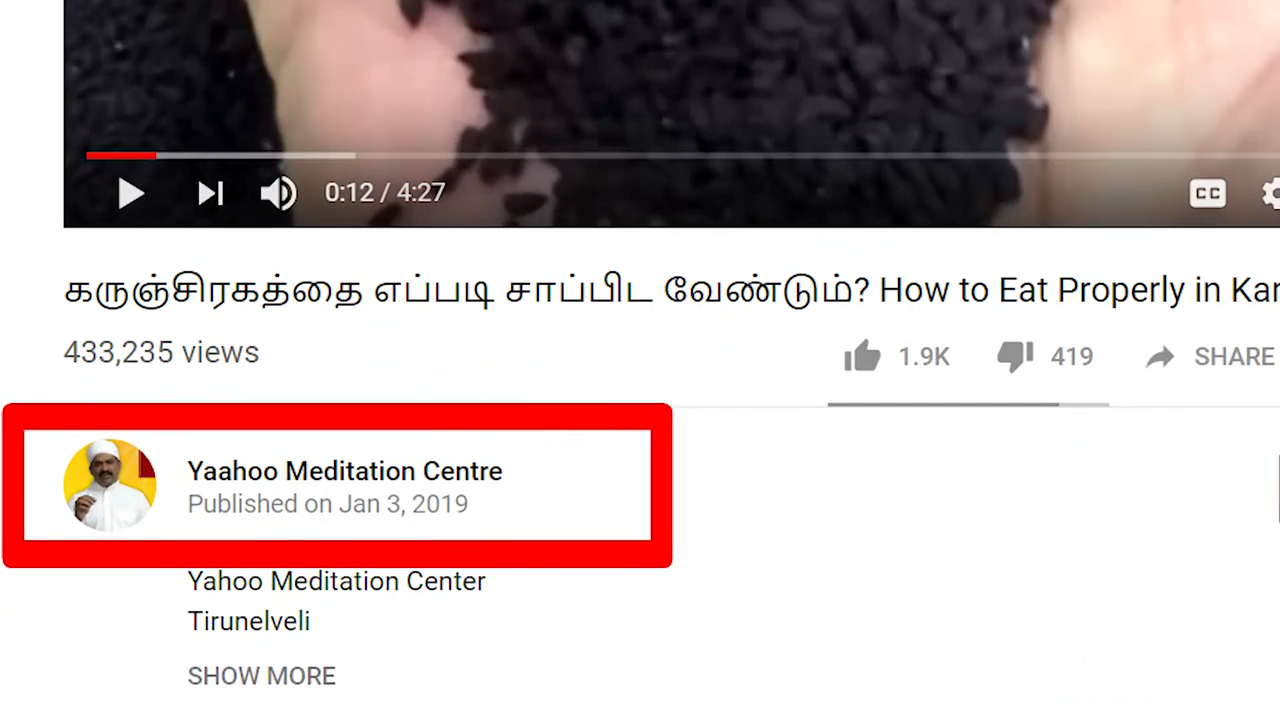 0:12 / 4:27
CC
கருஞ்சிரகத்தை எப்படி சாப்பிட வேண்டும்? How to Eat Properly in Kar
433,235 views
1.9K 419 SHARE
Yaahoo Meditation Centre
Published on Jan 3, 2019
Yahoo Meditation Center
Tirunelveli
SHOW MORE